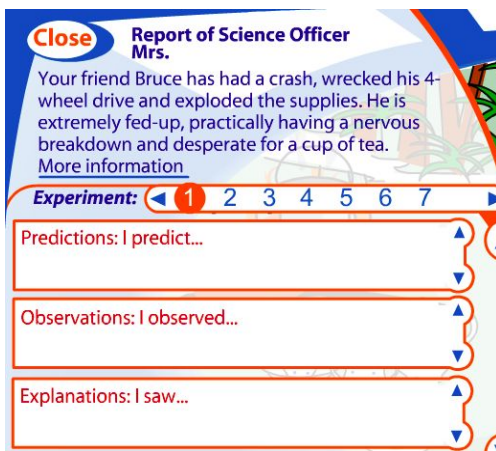 Close
Report of Science Officer
Mrs.
Your friend Bruce has had a crash, wrecked his 4-
wheel drive and exploded the supplies. He is
extremely fed-up, practically having a nervous
breakdown and desperate for a cup of tea.
More information
Experiment: 1 2 3 4 5 6 7
Predictions: I predict...
Observations: I observed...
Explanations: I saw...